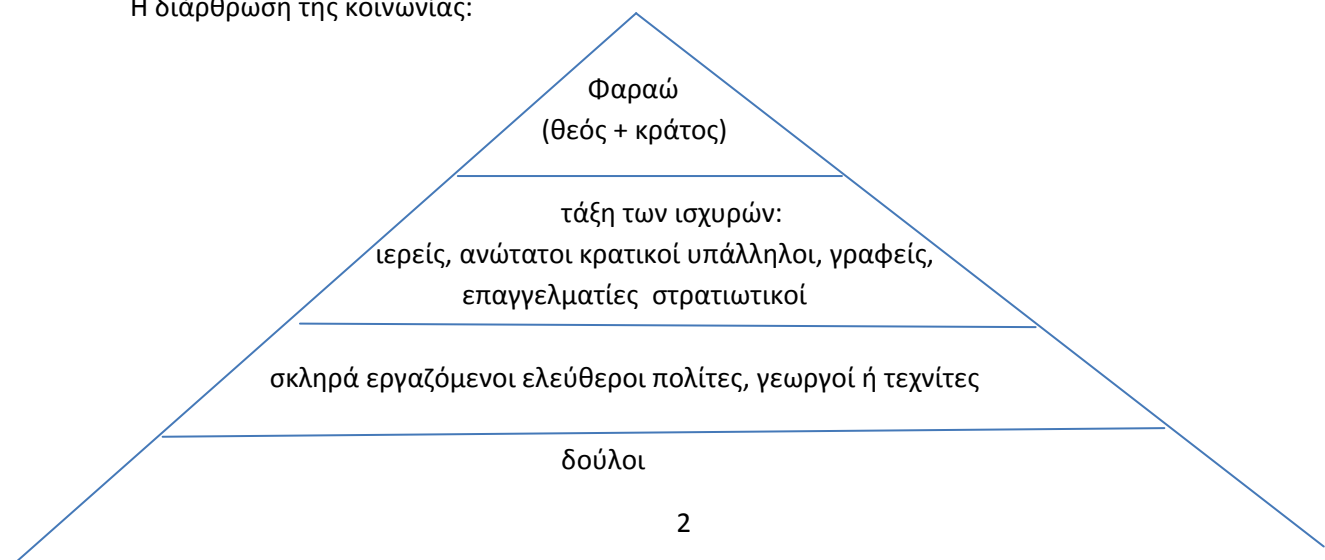 Η διάρθρωση της κοινωνίας:
Φαραώ
(θεός + κράτος)
τάξη των ισχυρών:
ιερείς, ανώτατοι κρατικοί υπάλληλοι, γραφείς,
επαγγελματίες στρατιωτικοί
σκληρά εργαζόμενοι ελεύθεροι πολίτες, γεωργοί ή τεχνίτες
δούλοι
2